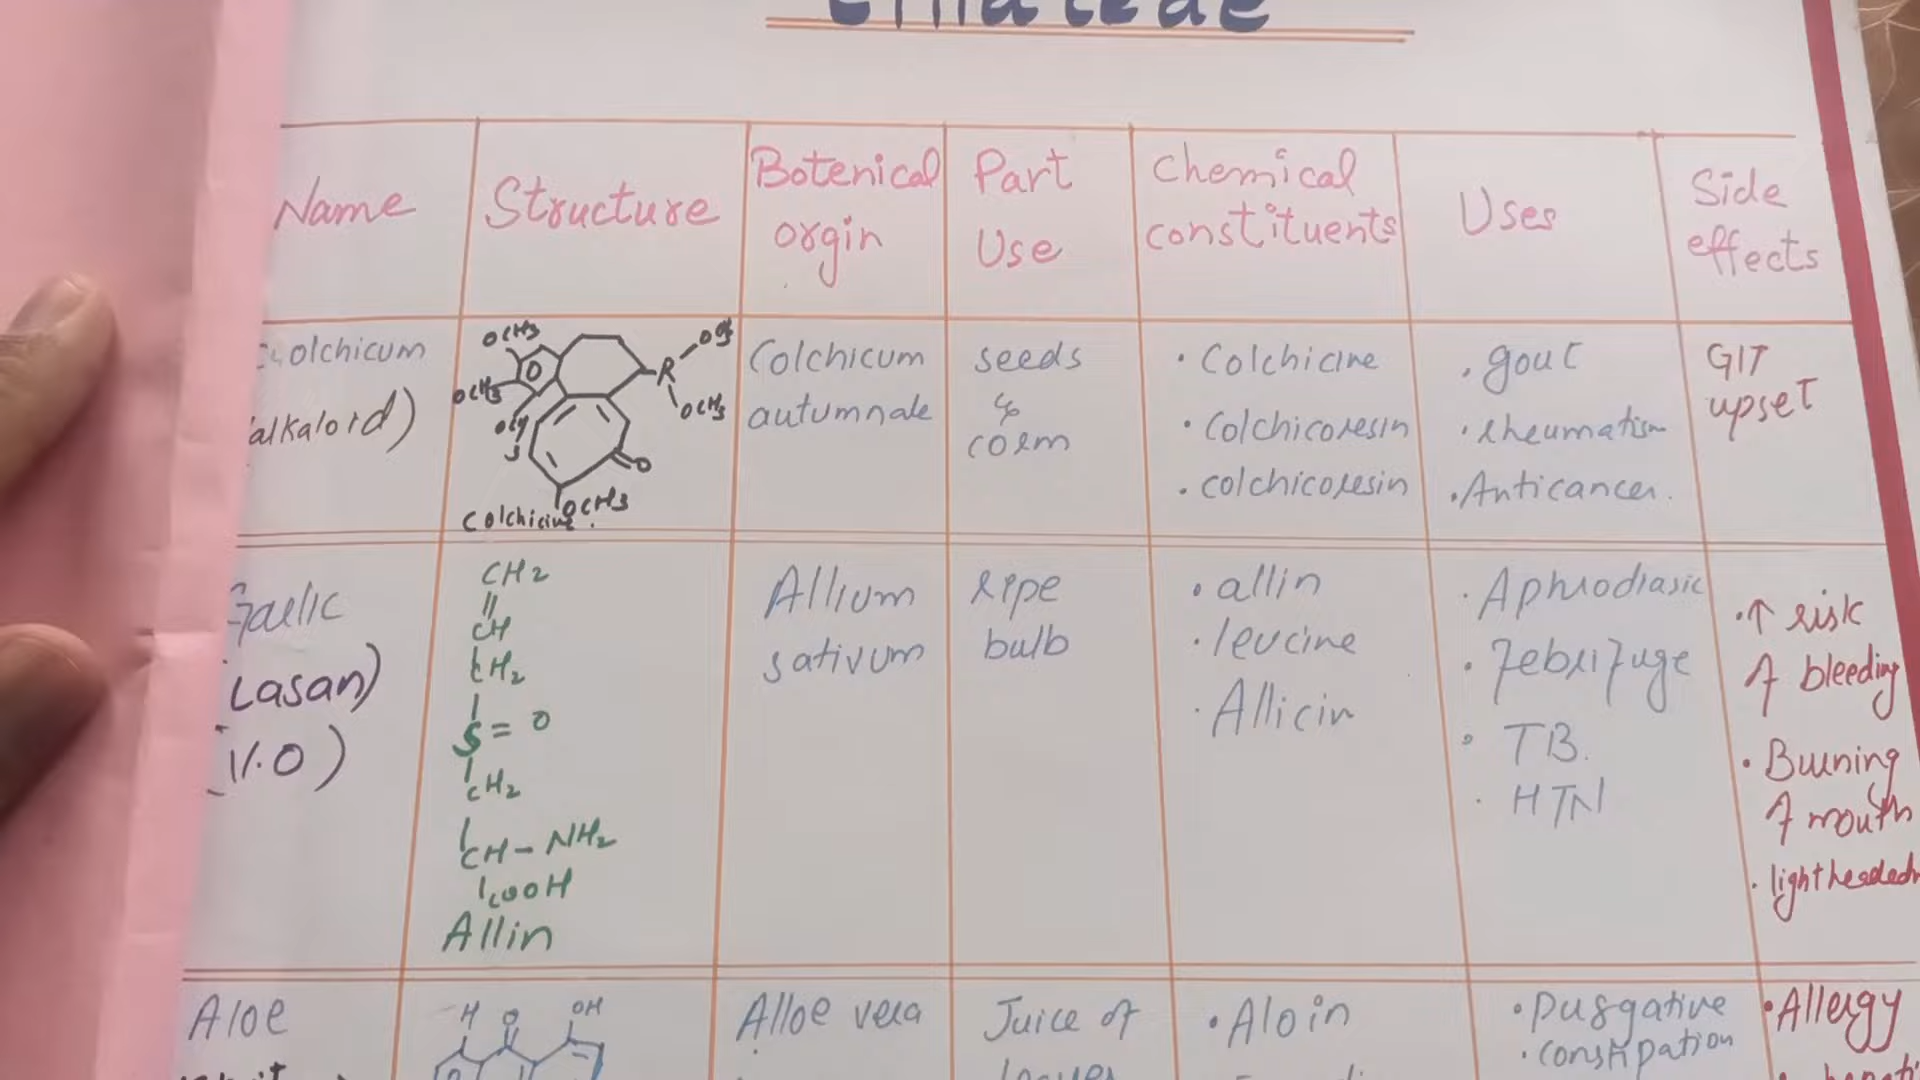 Name
Structure
Botenical
orgin
Part
Use
Chemical
constituents
Uses
Side
effects
olchicum
alkaloid)
OCH3
OCH3
R
OCH3
O
OCH3
Colchicine.
Colchicum
autumnale
seeds
&
corm
• Colchicine
• Colchicoresin
• colchicoresin
• gout
• rheumatism
• Anticancer.
GIT
upset
Garlic
(Lasan)
(V.O)
CH2
||
CH
CH2
S = O
CH2
CH - NH2
COOH
Allin
Allium
sativum
ripe
bulb
• allin
• leucine
• Allicin
• Aphrodiasic
• Febrifuge
• TB.
• HTN
• ↑ risk
of bleeding
• Burning
of mouth
Aloe
H
O
OH
Alloe vera
Juice of
• Aloin
• Purgative
• constipation
• Allergy